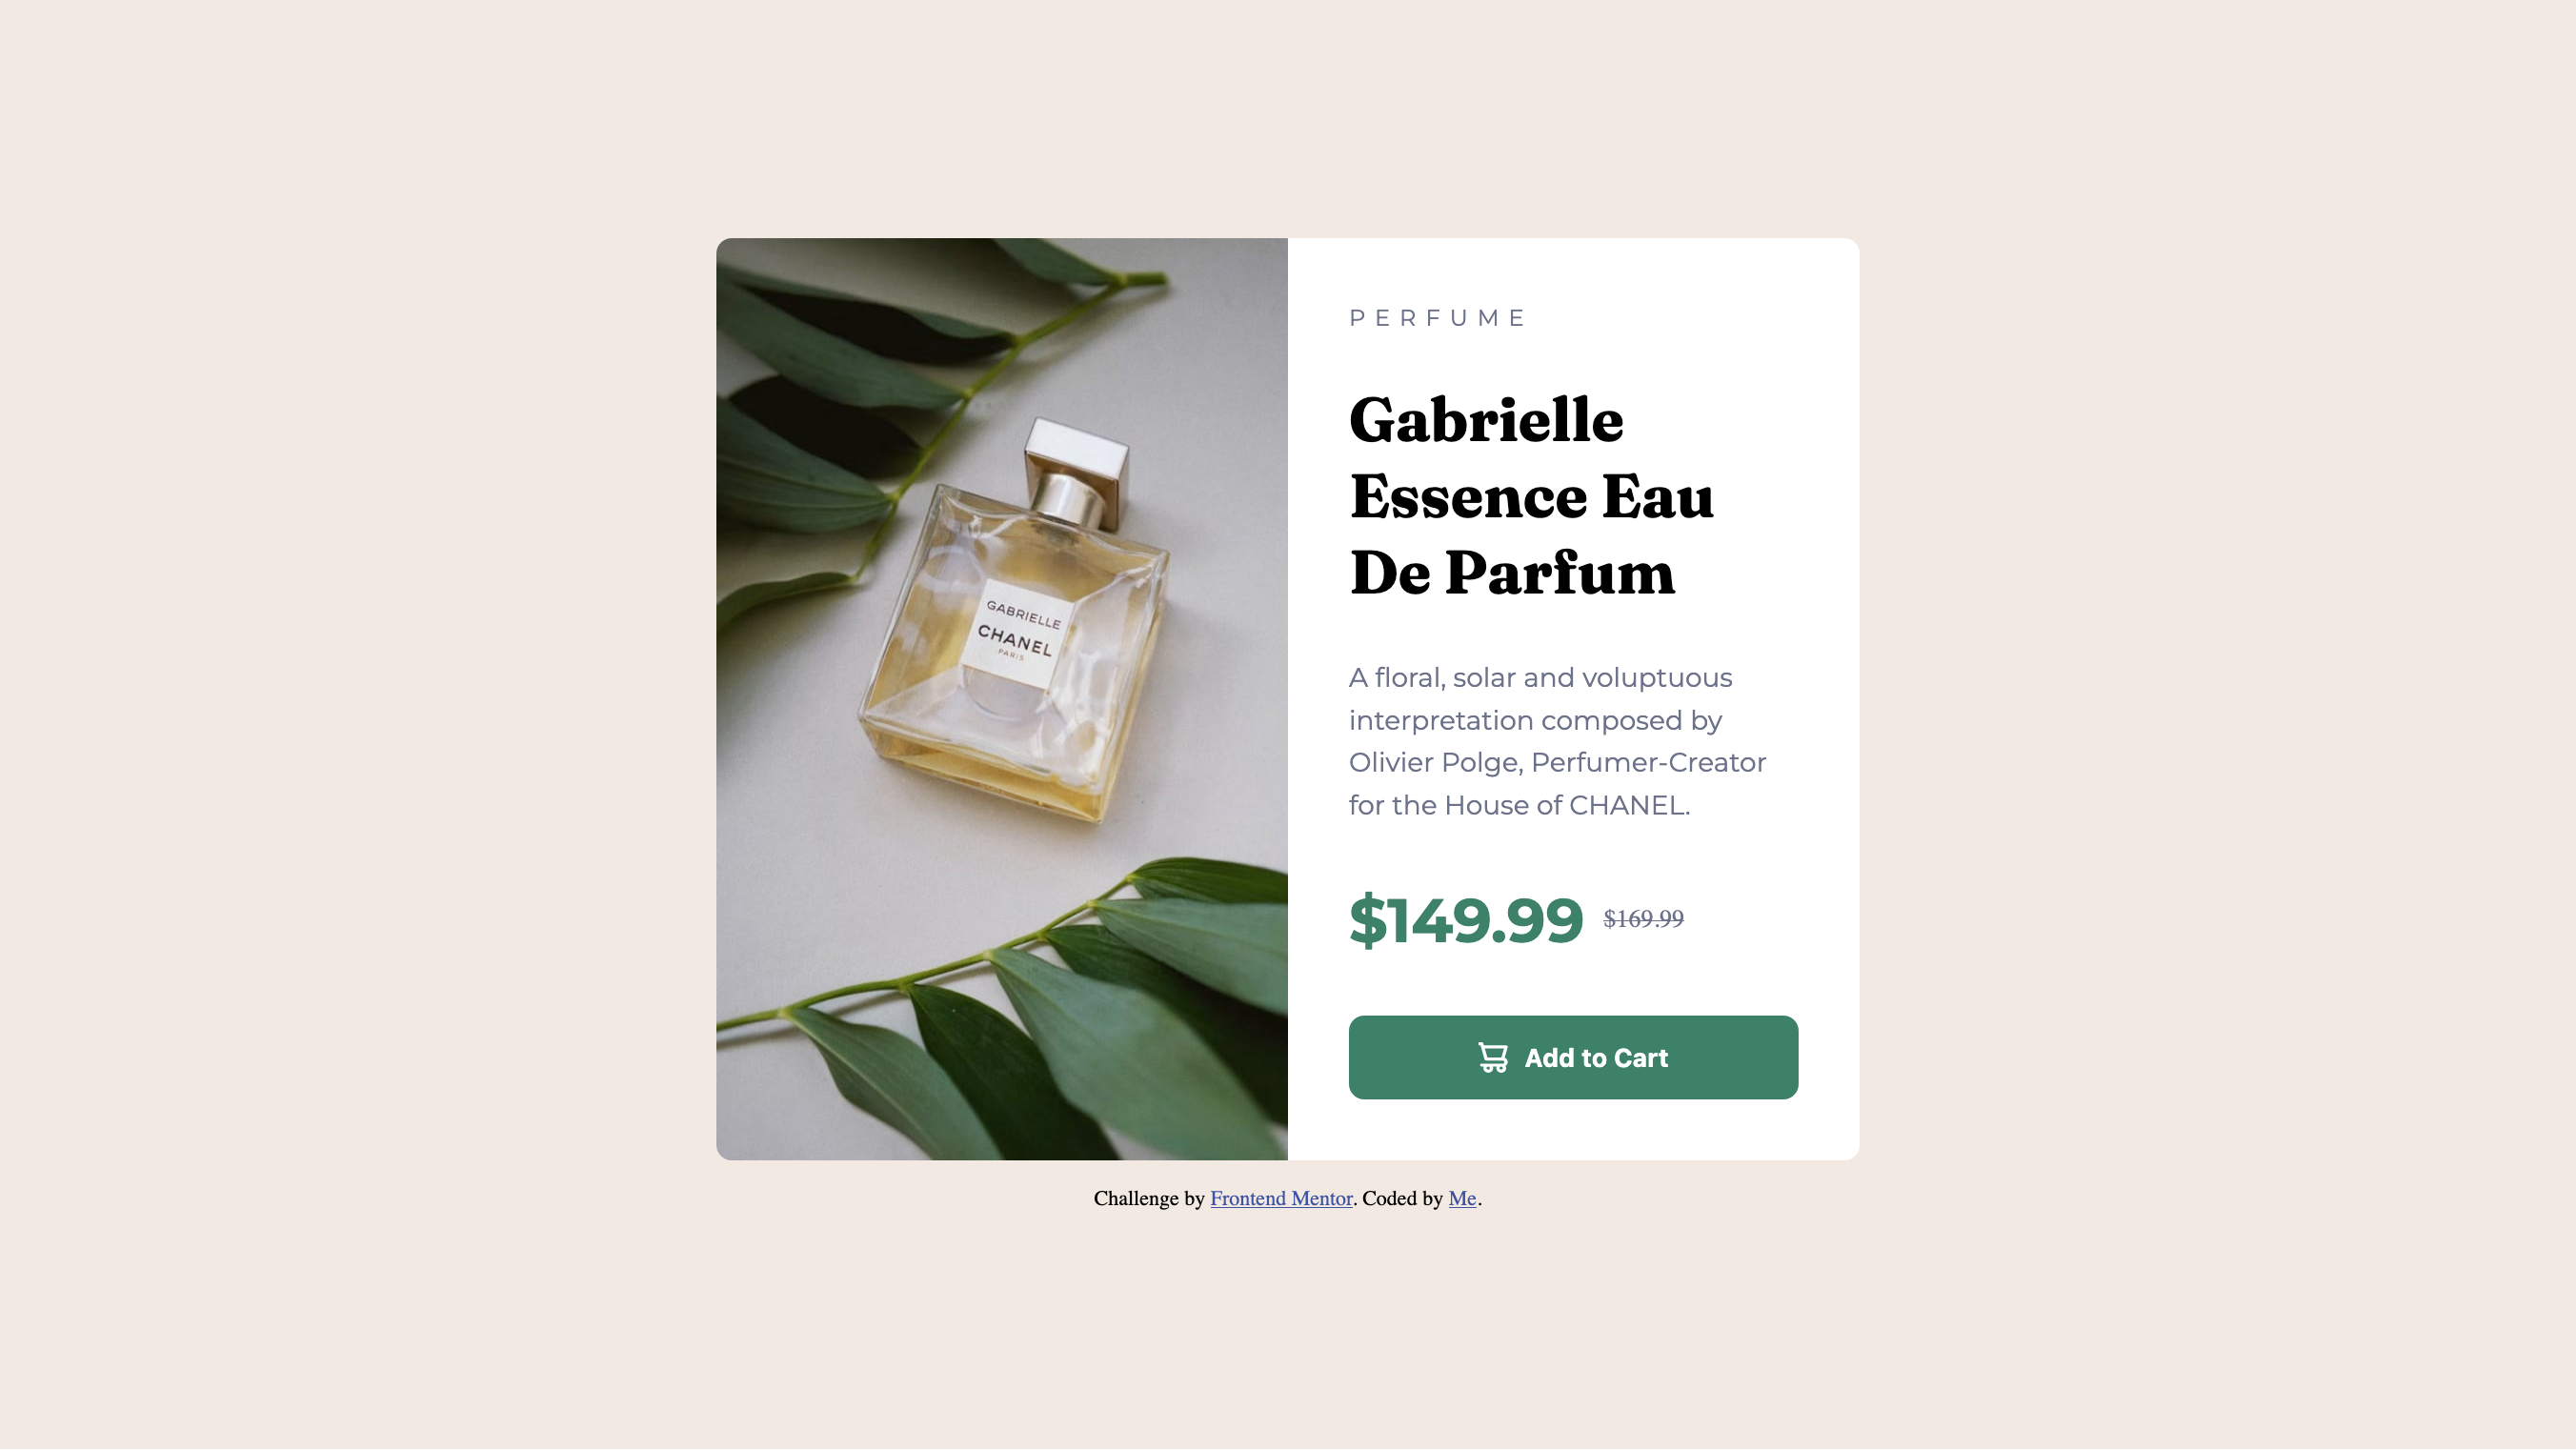 PERFUME
Gabrielle
Essence Eau
De Parfum
A floral, solar and voluptuous
interpretation composed by
Olivier Polge, Perfumer-Creator
for the House of CHANEL.
$149.99 $169.99
Add to Cart
GABRIELLE
CHANEL
PARIS
Challenge by Frontend Mentor. Coded by Me.